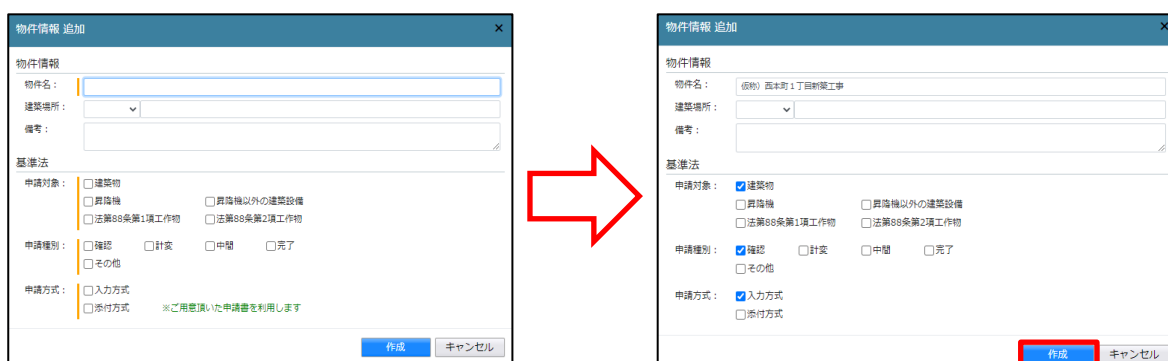 物件情報 追加 ×
物件情報
物件名：
建築場所：
備考：
基準法
申請対象： 建築物
昇降機 昇降機以外の建築設備
法第88条第1項工作物 法第88条第2項工作物
申請種別： 確認 計変 中間 完了
その他
申請方式： 入力方式
添付方式 ※ご用意頂いた申請書を利用します
作成 キャンセル
物件情報 追加 ×
物件情報
物件名： 仮称）西本町１丁目新築工事
建築場所：
備考：
基準法
申請対象： 建築物
昇降機 昇降機以外の建築設備
法第88条第1項工作物 法第88条第2項工作物
申請種別： 確認 計変 中間 完了
その他
申請方式： 入力方式
添付方式
作成 キャンセル